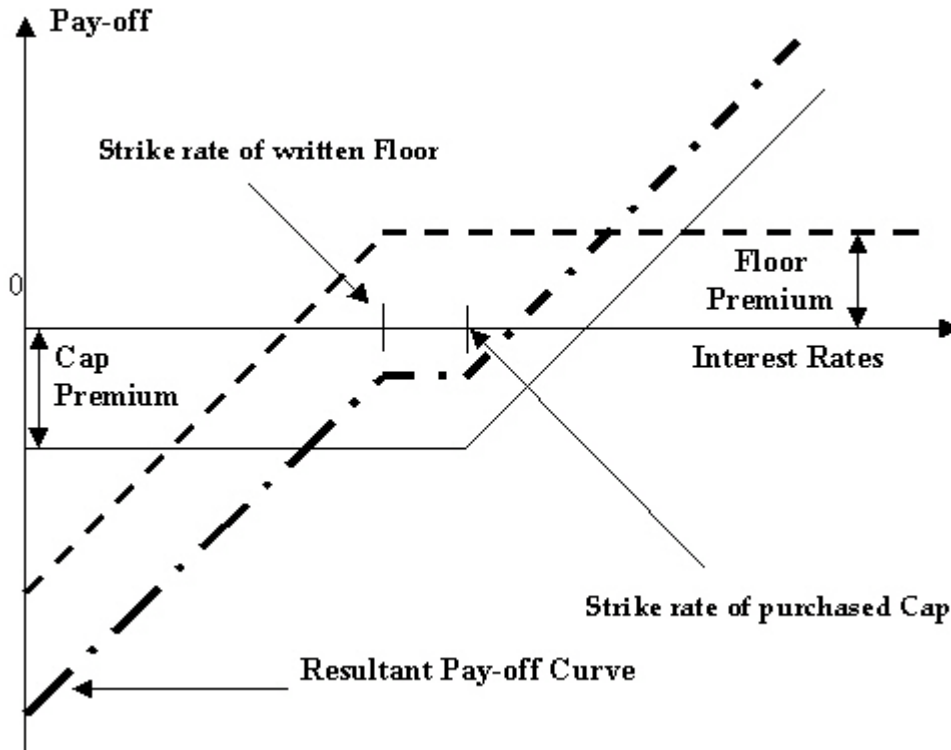 Pay-off
Strike rate of written Floor
0
Floor
Premium
Cap
Premium
Interest Rates
Strike rate of purchased Cap
Resultant Pay-off Curve